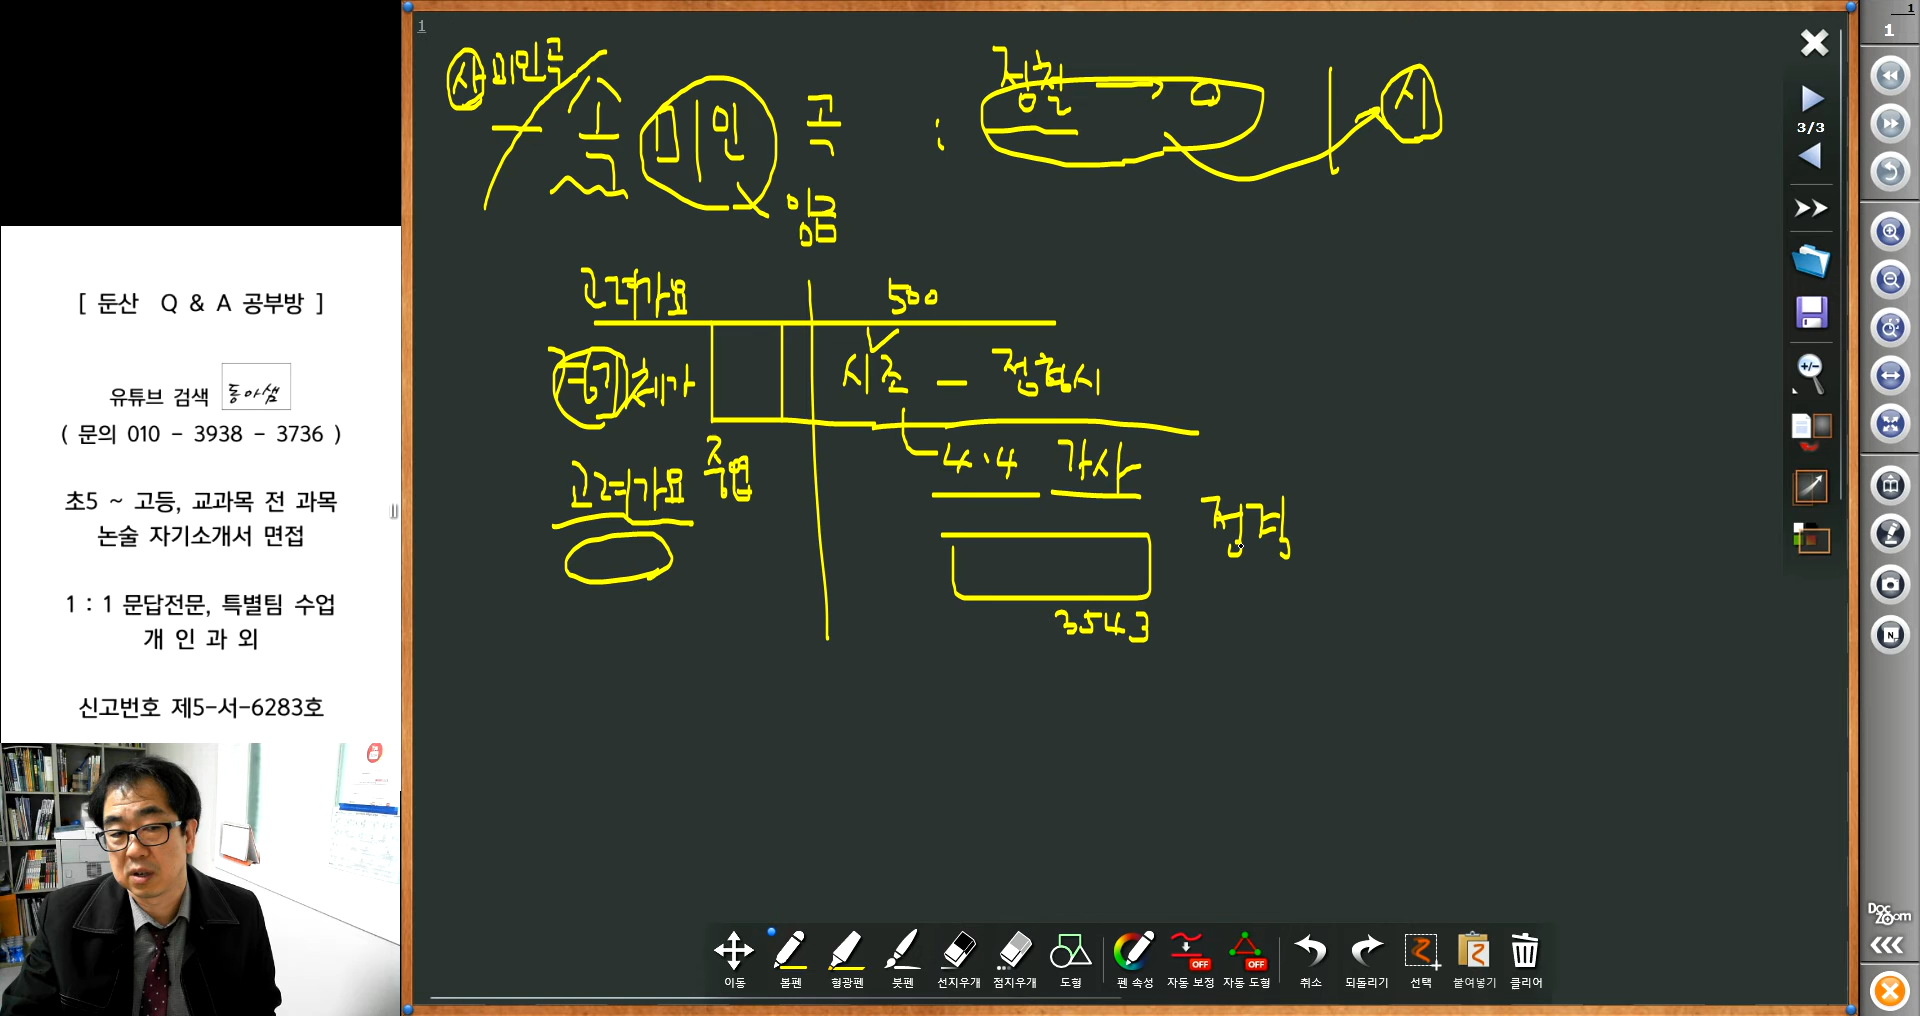 [ 둔산 Q & A 공부방 ]
유튜브 검색 동아샘
( 문의 010 - 3938 - 3736 )
초5 ~ 고등, 교과목 전 과목
논술 자기소개서 면접
1 : 1 문답전문, 특별팀 수업
개 인 과 외
신고번호 제5-서-6283호
1
사미인곡
속미인곡 : 정철
시
임금
고려가요 500
경기체가 시조 - 정형시
고려가요 4.4 가사
정격
3543
1
1
3/3
+/-
N
Doc Zoom
이동 볼펜 형광펜 붓펜 선지우개 점지우개 도형 펜 속성 자동 보정 자동 도형 취소 되돌리기 선택 붙여넣기 클리어
OFF OFF